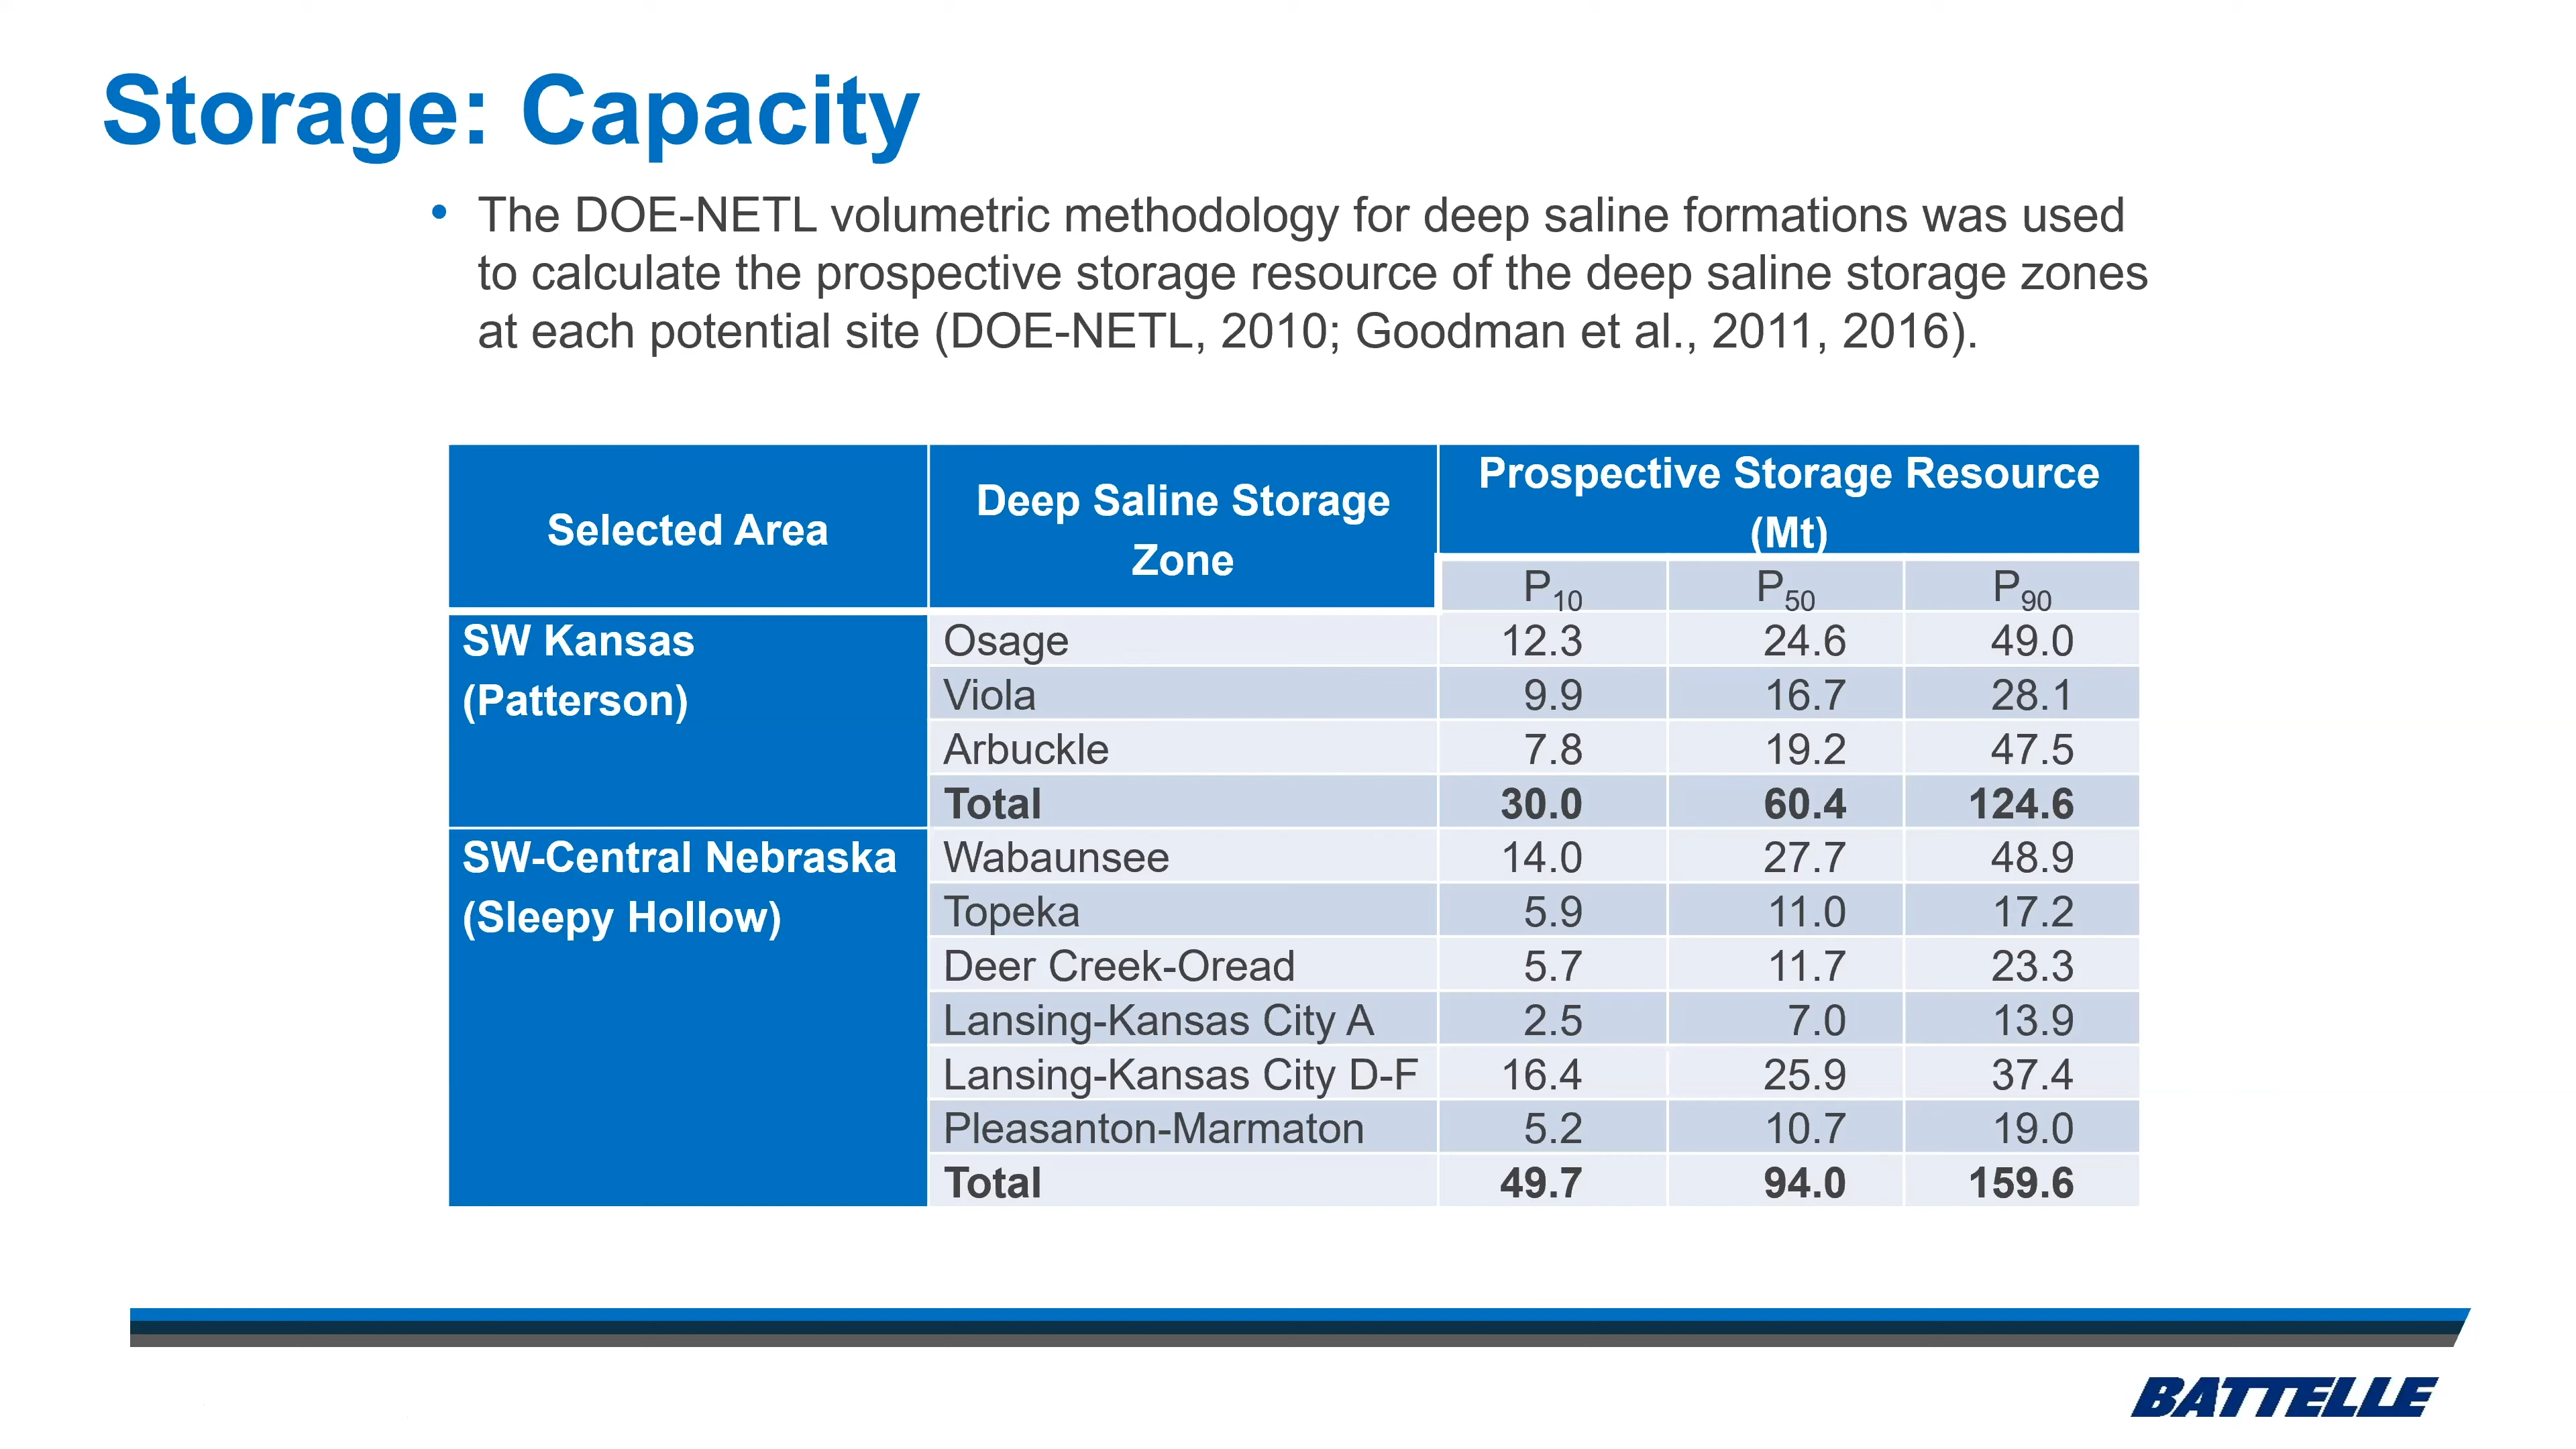 Storage: Capacity
• The DOE-NETL volumetric methodology for deep saline formations was used
to calculate the prospective storage resource of the deep saline storage zones
at each potential site (DOE-NETL, 2010; Goodman et al., 2011, 2016).
Selected Area
Deep Saline Storage
Zone
Prospective Storage Resource
(Mt)
P10 P50 P90
SW Kansas
(Patterson)
Osage 12.3 24.6 49.0
Viola 9.9 16.7 28.1
Arbuckle 7.8 19.2 47.5
Total 30.0 60.4 124.6
SW-Central Nebraska
(Sleepy Hollow)
Wabaunsee 14.0 27.7 48.9
Topeka 5.9 11.0 17.2
Deer Creek-Oread 5.7 11.7 23.3
Lansing-Kansas City A 2.5 7.0 13.9
Lansing-Kansas City D-F 16.4 25.9 37.4
Pleasanton-Marmaton 5.2 10.7 19.0
Total 49.7 94.0 159.6
BATTELLE